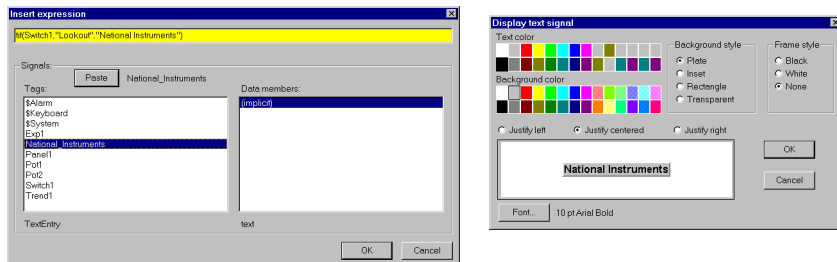 Insert expression
tif(Switch1,"Lookout","National Instruments")
Signals:
Paste
National_Instruments
Tags:
Data members:
$Alarm
$Keyboard
$System
Exp1
National_Instruments
Panel1
Pot1
Pot2
Switch1
Trend1
(implicit)
TextEntry
text
OK
Cancel
Display text signal
Text color
Background color
Background style
Plate
Inset
Rectangle
Transparent
Frame style
Black
White
None
Justify left
Justify centered
Justify right
National Instruments
OK
Cancel
Font...
10 pt Arial Bold